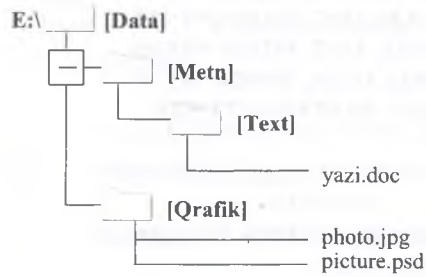 E:\ [Data]
[Metn]
[Text]
yazi.doc
[Qrafik]
photo.jpg
picture.psd